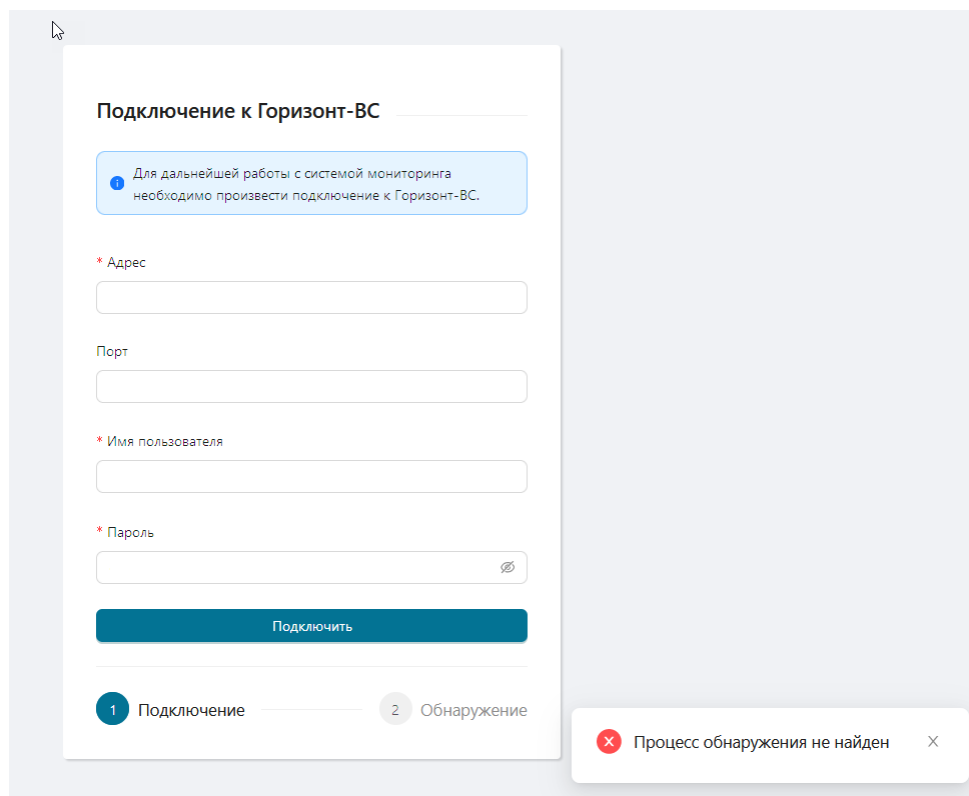 Подключение к Горизонт-ВС
Для дальнейшей работы с системой мониторинга
необходимо произвести подключение к Горизонт-ВС.
* Адрес
Порт
* Имя пользователя
* Пароль
Подключить
1 Подключение
2 Обнаружение
Процесс обнаружения не найден